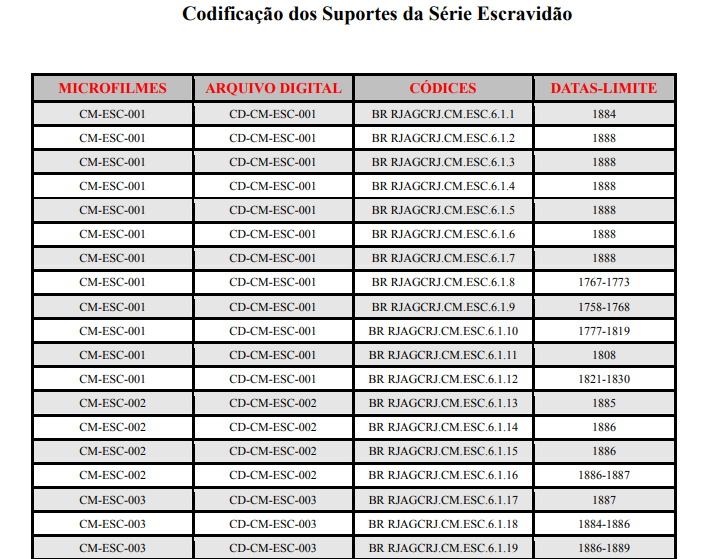 Codificação dos Suportes da Série Escravidão
MICROFILMES ARQUIVO DIGITAL CÓDICES DATAS-LIMITE
CM-ESC-001 CD-CM-ESC-001 BR RJAGCRJ.CM.ESC.6.1.1 1884
CM-ESC-001 CD-CM-ESC-001 BR RJAGCRJ.CM.ESC.6.1.2 1888
CM-ESC-001 CD-CM-ESC-001 BR RJAGCRJ.CM.ESC.6.1.3 1888
CM-ESC-001 CD-CM-ESC-001 BR RJAGCRJ.CM.ESC.6.1.4 1888
CM-ESC-001 CD-CM-ESC-001 BR RJAGCRJ.CM.ESC.6.1.5 1888
CM-ESC-001 CD-CM-ESC-001 BR RJAGCRJ.CM.ESC.6.1.6 1888
CM-ESC-001 CD-CM-ESC-001 BR RJAGCRJ.CM.ESC.6.1.7 1888
CM-ESC-001 CD-CM-ESC-001 BR RJAGCRJ.CM.ESC.6.1.8 1767-1773
CM-ESC-001 CD-CM-ESC-001 BR RJAGCRJ.CM.ESC.6.1.9 1758-1768
CM-ESC-001 CD-CM-ESC-001 BR RJAGCRJ.CM.ESC.6.1.10 1777-1819
CM-ESC-001 CD-CM-ESC-001 BR RJAGCRJ.CM.ESC.6.1.11 1808
CM-ESC-001 CD-CM-ESC-001 BR RJAGCRJ.CM.ESC.6.1.12 1821-1830
CM-ESC-002 CD-CM-ESC-002 BR RJAGCRJ.CM.ESC.6.1.13 1885
CM-ESC-002 CD-CM-ESC-002 BR RJAGCRJ.CM.ESC.6.1.14 1886
CM-ESC-002 CD-CM-ESC-002 BR RJAGCRJ.CM.ESC.6.1.15 1886
CM-ESC-002 CD-CM-ESC-002 BR RJAGCRJ.CM.ESC.6.1.16 1886-1887
CM-ESC-003 CD-CM-ESC-003 BR RJAGCRJ.CM.ESC.6.1.17 1887
CM-ESC-003 CD-CM-ESC-003 BR RJAGCRJ.CM.ESC.6.1.18 1884-1886
CM-ESC-003 CD-CM-ESC-003 BR RJAGCRJ.CM.ESC.6.1.19 1886-1889